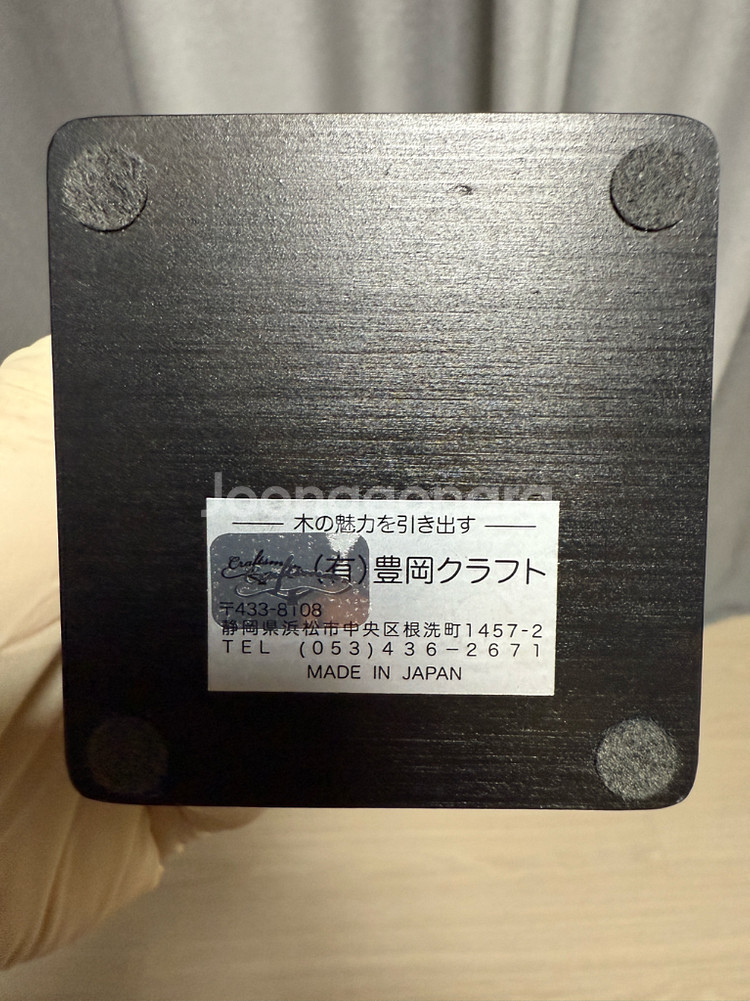 Joonggonara
木の魅力を引き出す
(有)豊岡クラフト
〒433-8108
静岡県浜松市中央区根洗町1457-2
TEL (053)436-2671
MADE IN JAPAN